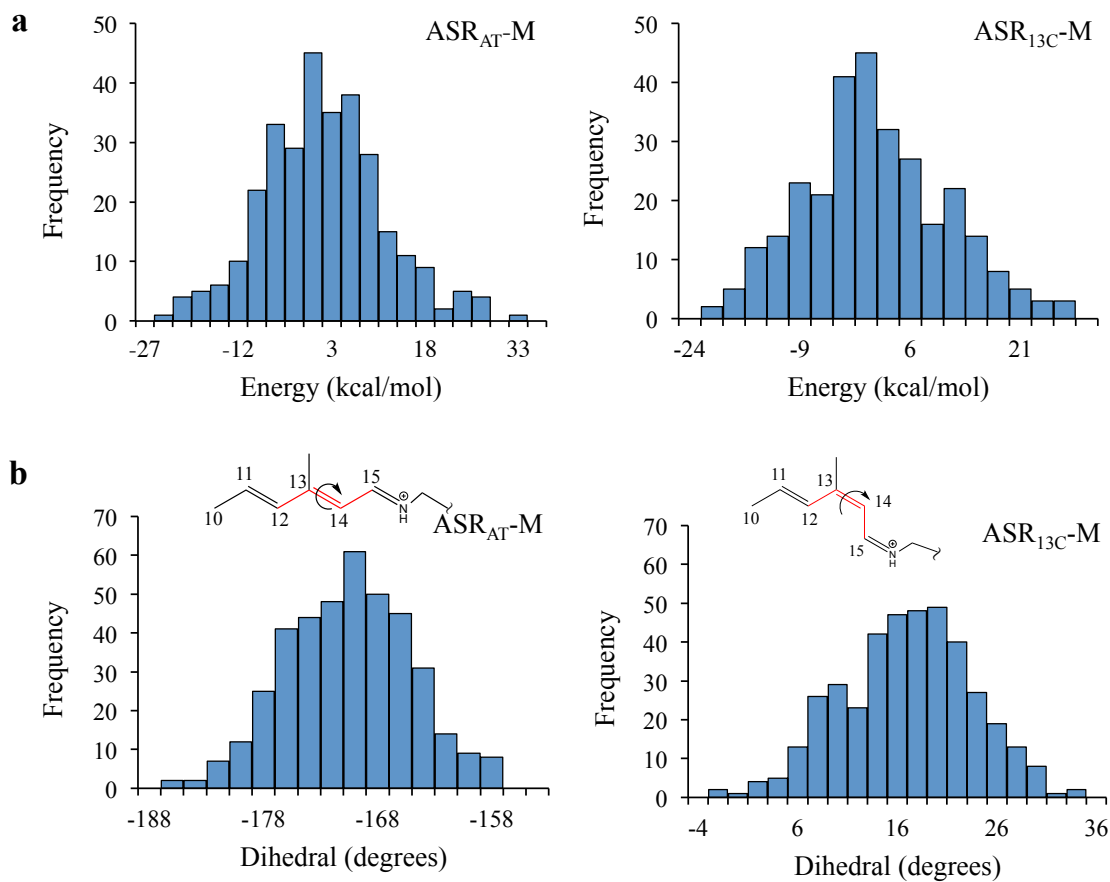 a
ASR_AT-M
50
40
30
20
10
0
Frequency
-27 -12 3 18 33
Energy (kcal/mol)
ASR_13C-M
50
40
30
20
10
0
Frequency
-24 -9 6 21
Energy (kcal/mol)
b
10 11 12 13 14 15 N H +
ASR_AT-M
70
60
50
40
30
20
10
0
Frequency
-188 -178 -168 -158
Dihedral (degrees)
10 11 12 13 14 15 N H +
ASR_13C-M
70
60
50
40
30
20
10
0
Frequency
-4 6 16 26 36
Dihedral (degrees)